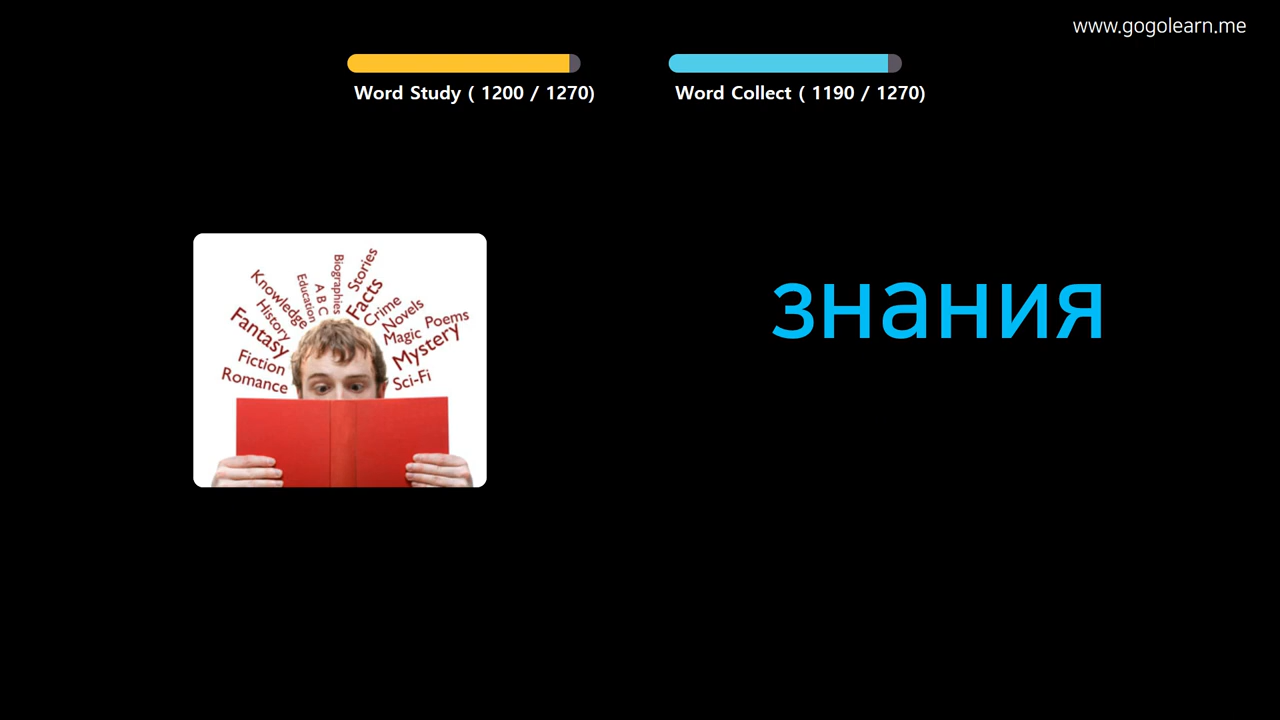 www.gogolearn.me
Word Study ( 1200 / 1270)
Word Collect ( 1190 / 1270)
знания
Knowledge
History
Fantasy
Fiction
Romance
Education
A B C
Biographies
Stories
Facts
Crime
Novels
Magic
Poems
Mystery
Sci-Fi